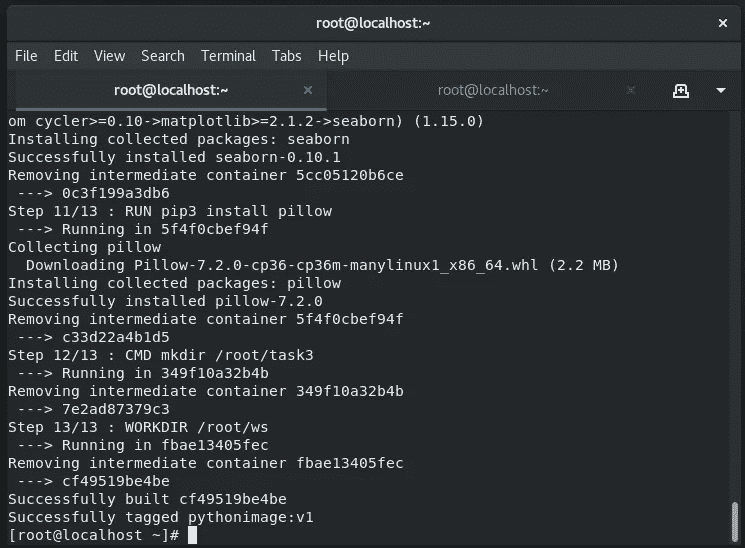 root@localhost:~
File Edit View Search Terminal Tabs Help
root@localhost:~ root@localhost:~
om cycler>=0.10->matplotlib>=2.1.2->seaborn) (1.15.0)
Installing collected packages: seaborn
Successfully installed seaborn-0.10.1
Removing intermediate container 5cc05120b6ce
 ---> 0c3f199a3db6
Step 11/13 : RUN pip3 install pillow
 ---> Running in 5f4f0cbef94f
Collecting pillow
  Downloading Pillow-7.2.0-cp36-cp36m-manylinux1_x86_64.whl (2.2 MB)
Installing collected packages: pillow
Successfully installed pillow-7.2.0
Removing intermediate container 5f4f0cbef94f
 ---> c33d22a4b1d5
Step 12/13 : CMD mkdir /root/task3
 ---> Running in 349f10a32b4b
Removing intermediate container 349f10a32b4b
 ---> 7e2ad87379c3
Step 13/13 : WORKDIR /root/ws
 ---> Running in fbae13405fec
Removing intermediate container fbae13405fec
 ---> cf49519be4be
Successfully built cf49519be4be
Successfully tagged pythonimage:v1
[root@localhost ~]#